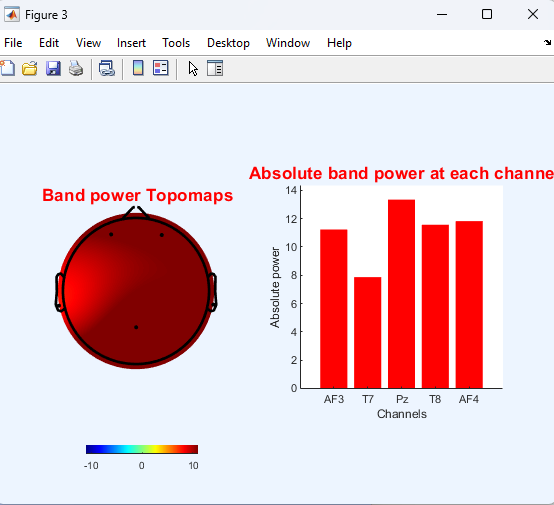 Figure 3
File Edit View Insert Tools Desktop Window Help
Band power Topomaps
-10 0 10
Absolute band power at each channe
Absolute power
14
12
10
8
6
4
2
0
AF3 T7 Pz T8 AF4
Channels